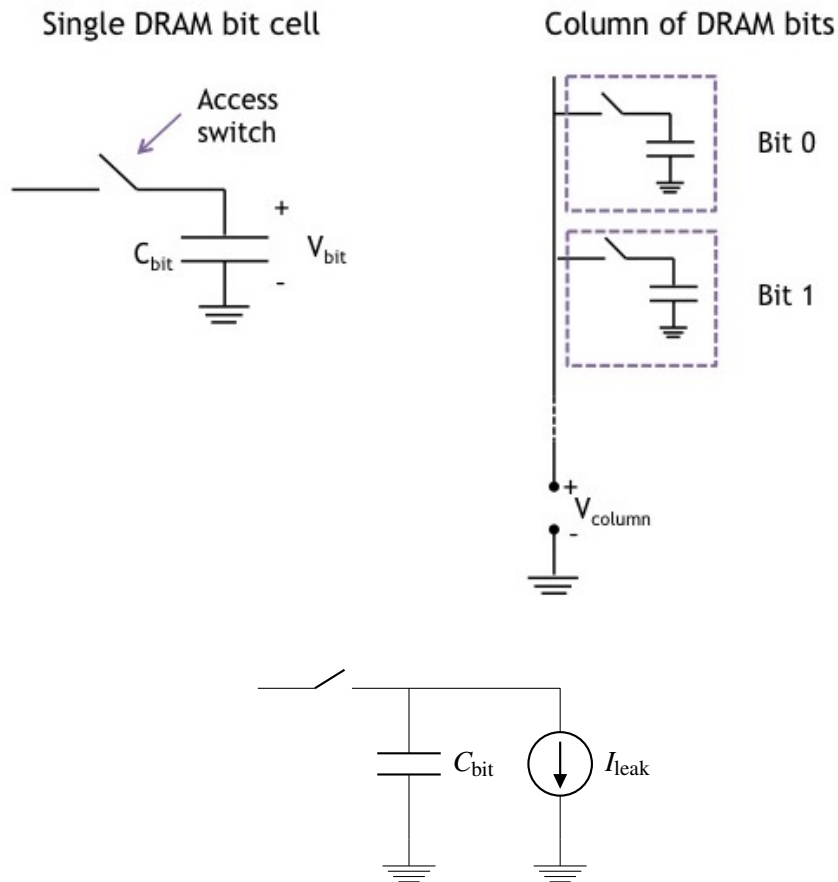 Single DRAM bit cell
Column of DRAM bits
Access
switch
+
C_bit
V_bit
-
Bit 0
Bit 1
+
V_column
-
C_bit
I_leak